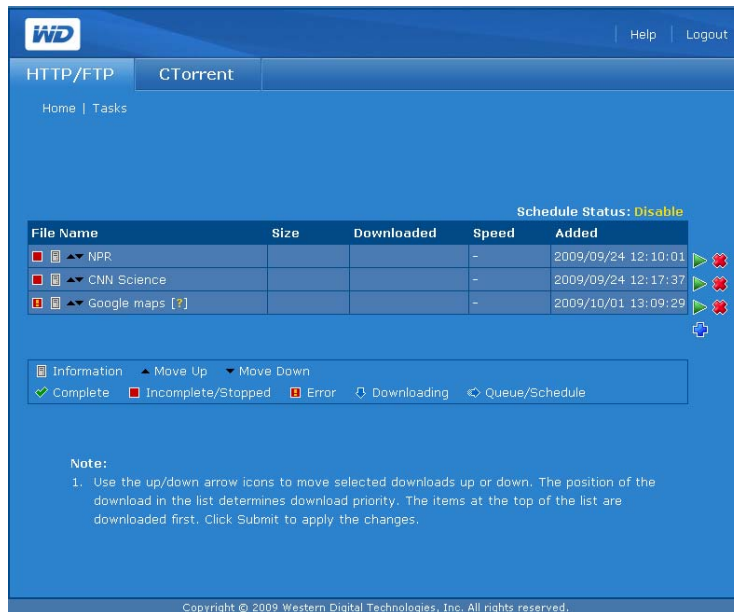 WD
Help | Logout
HTTP/FTP CTorrent
Home | Tasks
Schedule Status: Disable
File Name Size Downloaded Speed Added
NPR - 2009/09/24 12:10:01
CNN Science - 2009/09/24 12:17:37
Google maps [?] - 2009/10/01 13:09:29
Information Move Up Move Down
Complete Incomplete/Stopped Error Downloading Queue/Schedule
Note:
1. Use the up/down arrow icons to move selected downloads up or down. The position of the
download in the list determines download priority. The items at the top of the list are
downloaded first. Click Submit to apply the changes.
Copyright © 2009 Western Digital Technologies, Inc. All rights reserved.